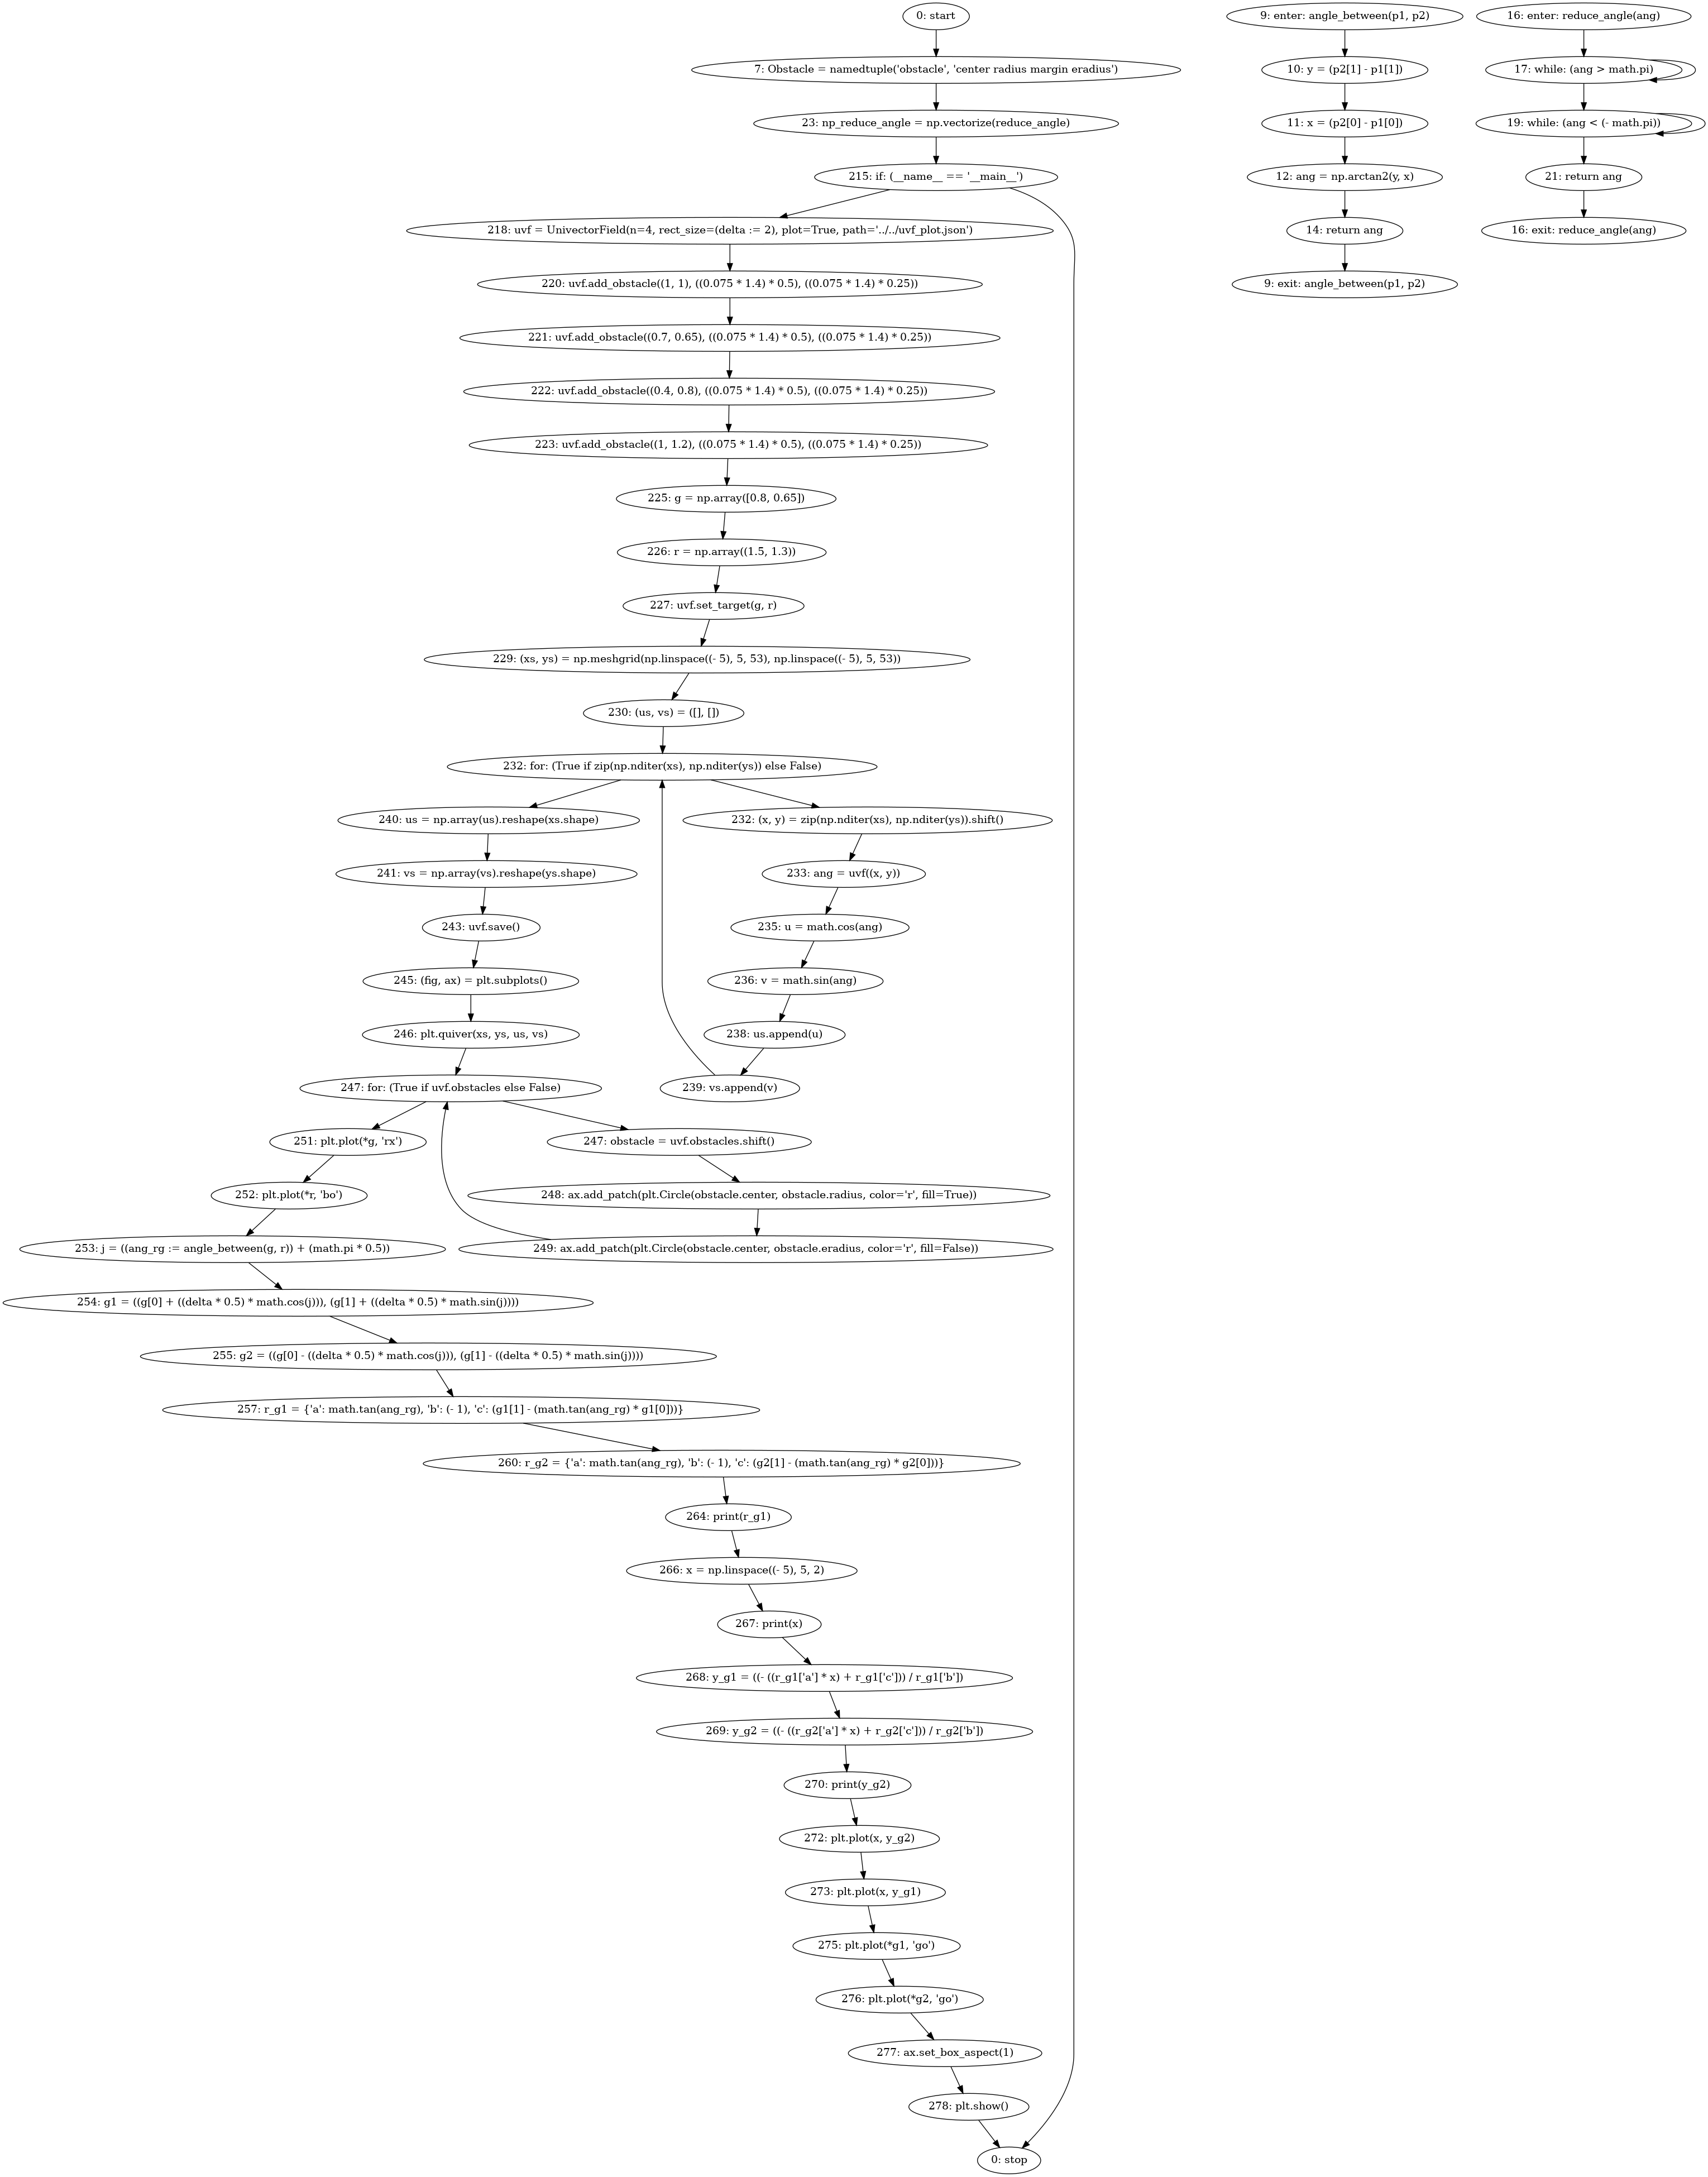 0: start
7: Obstacle = namedtuple('obstacle', 'center radius margin eradius')
23: np_reduce_angle = np.vectorize(reduce_angle)
215: if: (__name__ == '__main__')
218: uvf = UnivectorField(n=4, rect_size=(delta := 2), plot=True, path='../../uvf_plot.json')
220: uvf.add_obstacle((1, 1), ((0.075 * 1.4) * 0.5), ((0.075 * 1.4) * 0.25))
221: uvf.add_obstacle((0.7, 0.65), ((0.075 * 1.4) * 0.5), ((0.075 * 1.4) * 0.25))
222: uvf.add_obstacle((0.4, 0.8), ((0.075 * 1.4) * 0.5), ((0.075 * 1.4) * 0.25))
223: uvf.add_obstacle((1, 1.2), ((0.075 * 1.4) * 0.5), ((0.075 * 1.4) * 0.25))
225: g = np.array([0.8, 0.65])
226: r = np.array((1.5, 1.3))
227: uvf.set_target(g, r)
229: (xs, ys) = np.meshgrid(np.linspace((- 5), 5, 53), np.linspace((- 5), 5, 53))
230: (us, vs) = ([], [])
232: for: (True if zip(np.nditer(xs), np.nditer(ys)) else False)
240: us = np.array(us).reshape(xs.shape)
232: (x, y) = zip(np.nditer(xs), np.nditer(ys)).shift()
241: vs = np.array(vs).reshape(ys.shape)
233: ang = uvf((x, y))
243: uvf.save()
235: u = math.cos(ang)
245: (fig, ax) = plt.subplots()
236: v = math.sin(ang)
246: plt.quiver(xs, ys, us, vs)
238: us.append(u)
247: for: (True if uvf.obstacles else False)
239: vs.append(v)
251: plt.plot(*g, 'rx')
247: obstacle = uvf.obstacles.shift()
252: plt.plot(*r, 'bo')
248: ax.add_patch(plt.Circle(obstacle.center, obstacle.radius, color='r', fill=True))
253: j = ((ang_rg := angle_between(g, r)) + (math.pi * 0.5))
249: ax.add_patch(plt.Circle(obstacle.center, obstacle.eradius, color='r', fill=False))
254: g1 = ((g[0] + ((delta * 0.5) * math.cos(j))), (g[1] + ((delta * 0.5) * math.sin(j))))
255: g2 = ((g[0] - ((delta * 0.5) * math.cos(j))), (g[1] - ((delta * 0.5) * math.sin(j))))
257: r_g1 = {'a': math.tan(ang_rg), 'b': (- 1), 'c': (g1[1] - (math.tan(ang_rg) * g1[0]))}
260: r_g2 = {'a': math.tan(ang_rg), 'b': (- 1), 'c': (g2[1] - (math.tan(ang_rg) * g2[0]))}
264: print(r_g1)
266: x = np.linspace((- 5), 5, 2)
267: print(x)
268: y_g1 = ((- ((r_g1['a'] * x) + r_g1['c'])) / r_g1['b'])
269: y_g2 = ((- ((r_g2['a'] * x) + r_g2['c'])) / r_g2['b'])
270: print(y_g2)
272: plt.plot(x, y_g2)
273: plt.plot(x, y_g1)
275: plt.plot(*g1, 'go')
276: plt.plot(*g2, 'go')
277: ax.set_box_aspect(1)
278: plt.show()
0: stop
9: enter: angle_between(p1, p2)
10: y = (p2[1] - p1[1])
11: x = (p2[0] - p1[0])
12: ang = np.arctan2(y, x)
14: return ang
9: exit: angle_between(p1, p2)
16: enter: reduce_angle(ang)
17: while: (ang > math.pi)
19: while: (ang < (- math.pi))
21: return ang
16: exit: reduce_angle(ang)